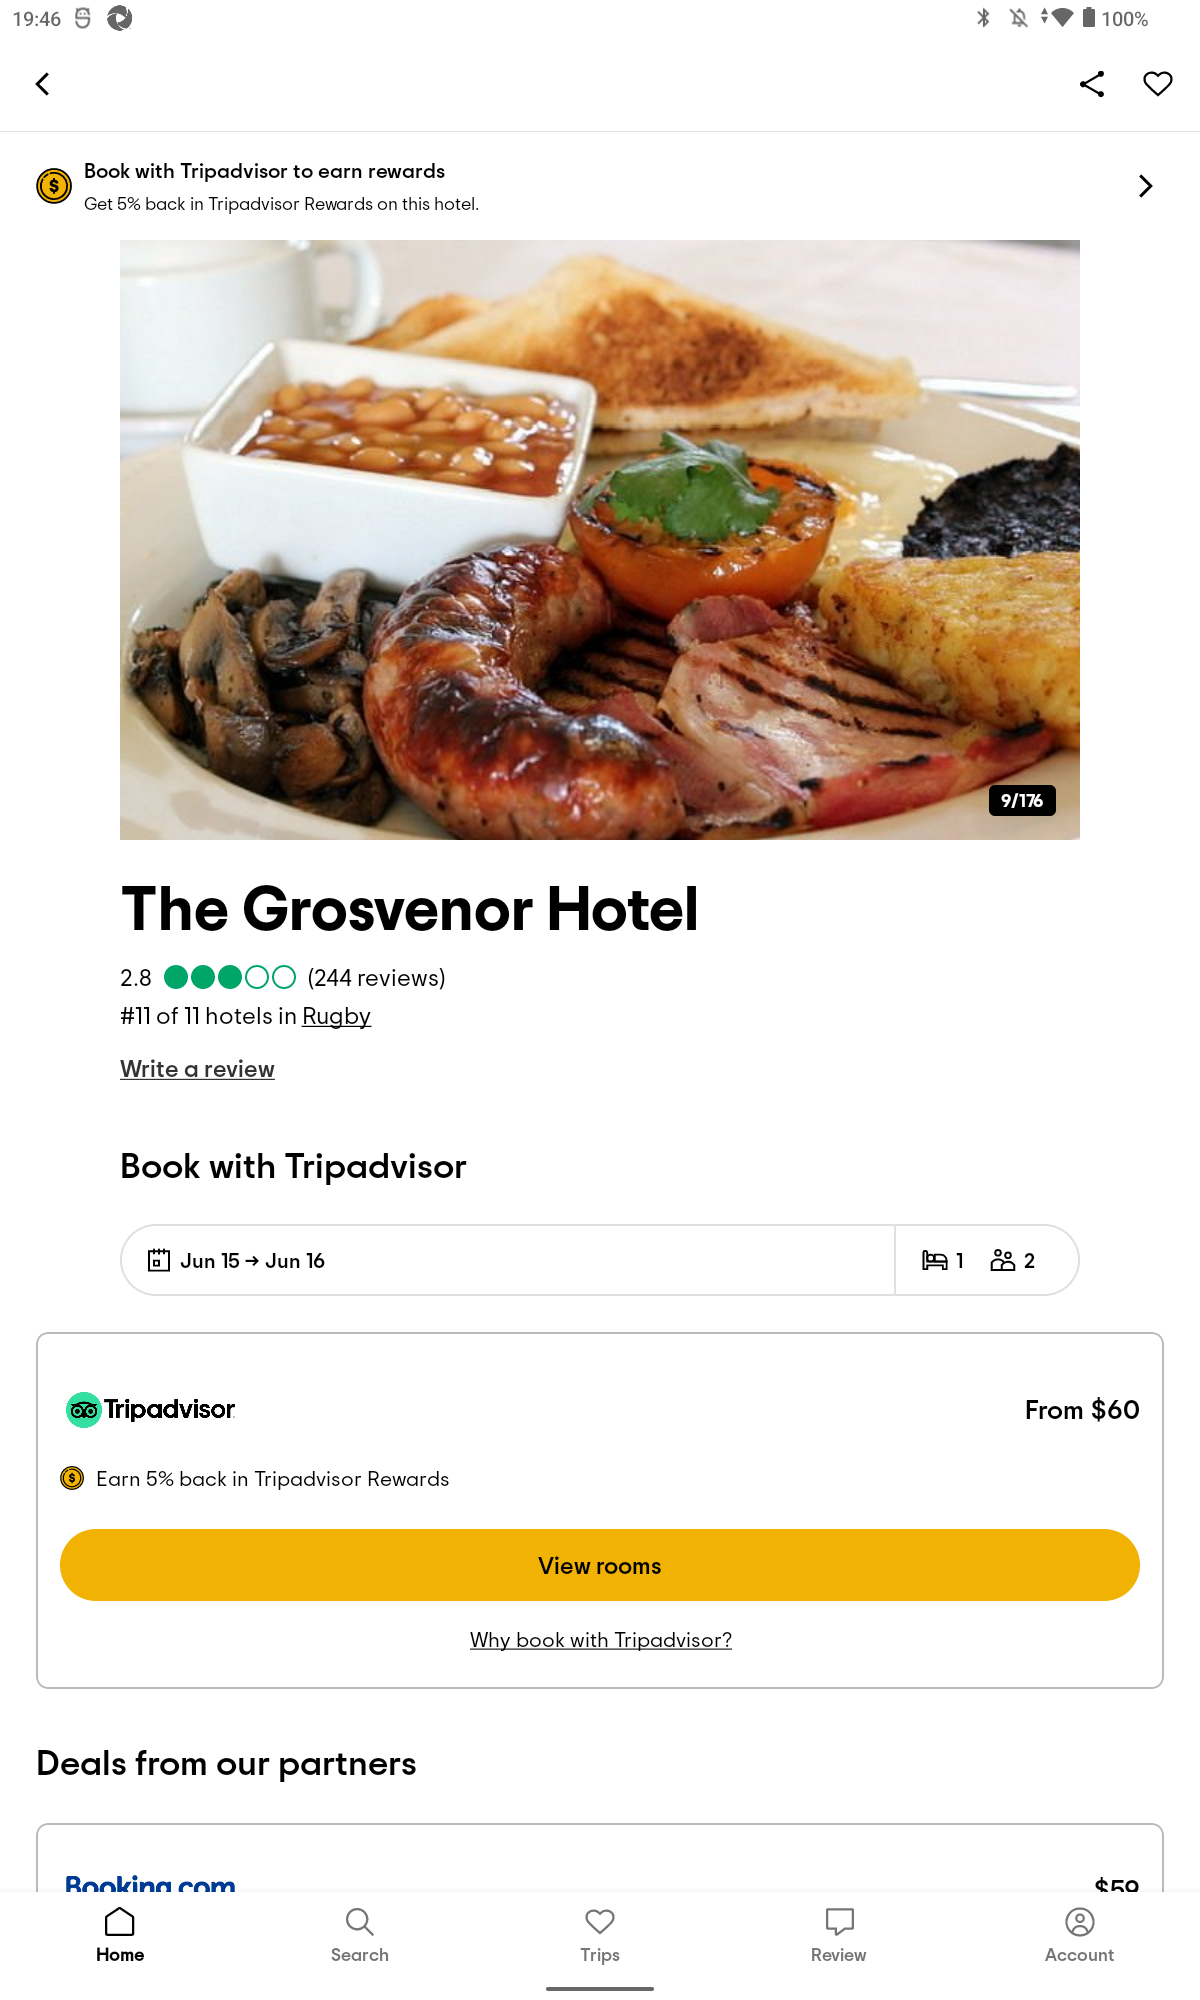 19:46
100%
Book with Tripadvisor to earn rewards
Get 5% back in Tripadvisor Rewards on this hotel.
9/176
The Grosvenor Hotel
2.8 (244 reviews)
#11 of 11 hotels in Rugby
Write a review
Book with Tripadvisor
Jun 15 → Jun 16 1 2
Tripadvisor From $60
Earn 5% back in Tripadvisor Rewards
View rooms
Why book with Tripadvisor?
Deals from our partners
Booking.com $59
Home Search Trips Review Account